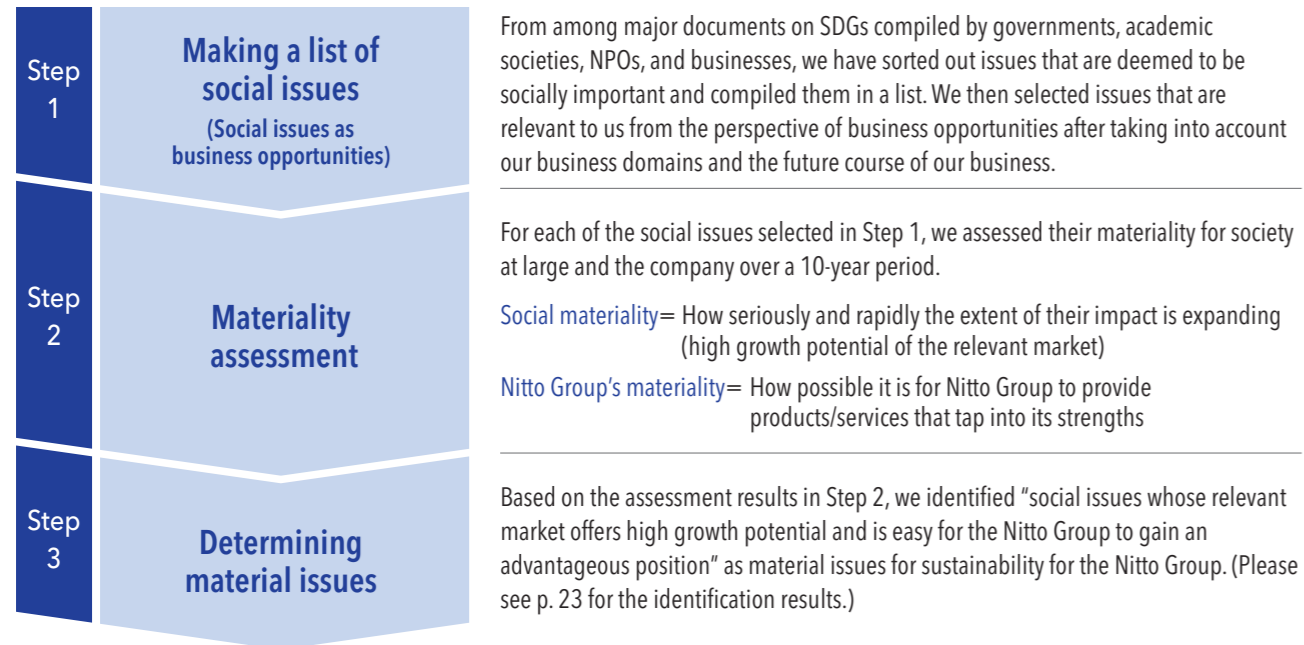 Step
1
Making a list of
social issues
(Social issues as
business opportunities)
From among major documents on SDGs compiled by governments, academic
societies, NPOs, and businesses, we have sorted out issues that are deemed to be
socially important and compiled them in a list. We then selected issues that are
relevant to us from the perspective of business opportunities after taking into account
our business domains and the future course of our business.
Step
2
Materiality
assessment
For each of the social issues selected in Step 1, we assessed their materiality for society
at large and the company over a 10-year period.
Social materiality= How seriously and rapidly the extent of their impact is expanding
(high growth potential of the relevant market)
Nitto Group's materiality= How possible it is for Nitto Group to provide
products/services that tap into its strengths
Step
3
Determining
material issues
Based on the assessment results in Step 2, we identified “social issues whose relevant
market offers high growth potential and is easy for the Nitto Group to gain an
advantageous position” as material issues for sustainability for the Nitto Group. (Please
see p. 23 for the identification results.)